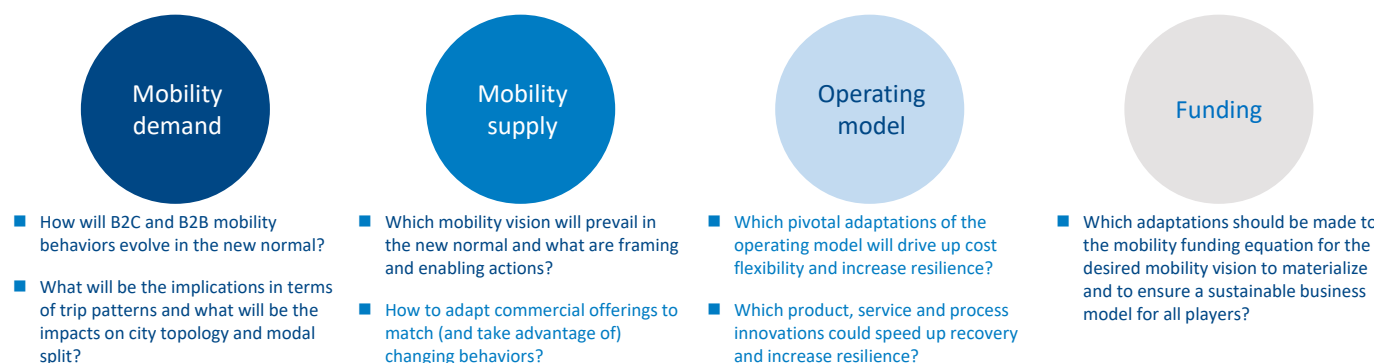 Mobility
demand
How will B2C and B2B mobility
behaviors evolve in the new normal?
What will be the implications in terms
of trip patterns and what will be the
impacts on city topology and modal
split?
Mobility
supply
Which mobility vision will prevail in
the new normal and what are framing
and enabling actions?
How to adapt commercial offerings to
match (and take advantage of)
changing behaviors?
Operating
model
Which pivotal adaptations of the
operating model will drive up cost
flexibility and increase resilience?
Which product, service and process
innovations could speed up recovery
and increase resilience?
Funding
Which adaptations should be made to
the mobility funding equation for the
desired mobility vision to materialize
and to ensure a sustainable business
model for all players?